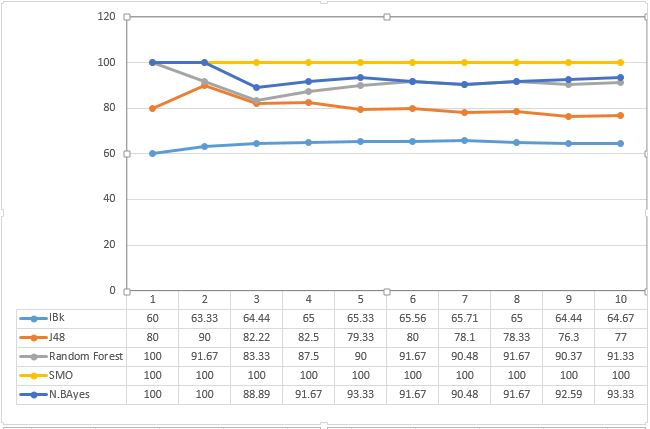 120
100
80
60
40
20
0
1 2 3 4 5 6 7 8 9 10
IBk 60 63.33 64.44 65 65.33 65.56 65.71 65 64.44 64.67
J48 80 90 82.22 82.5 79.33 80 78.1 78.33 76.3 77
Random Forest 100 91.67 83.33 87.5 90 91.67 90.48 91.67 90.37 91.33
SMO 100 100 100 100 100 100 100 100 100 100
N.BAyes 100 100 88.89 91.67 93.33 91.67 90.48 91.67 92.59 93.33